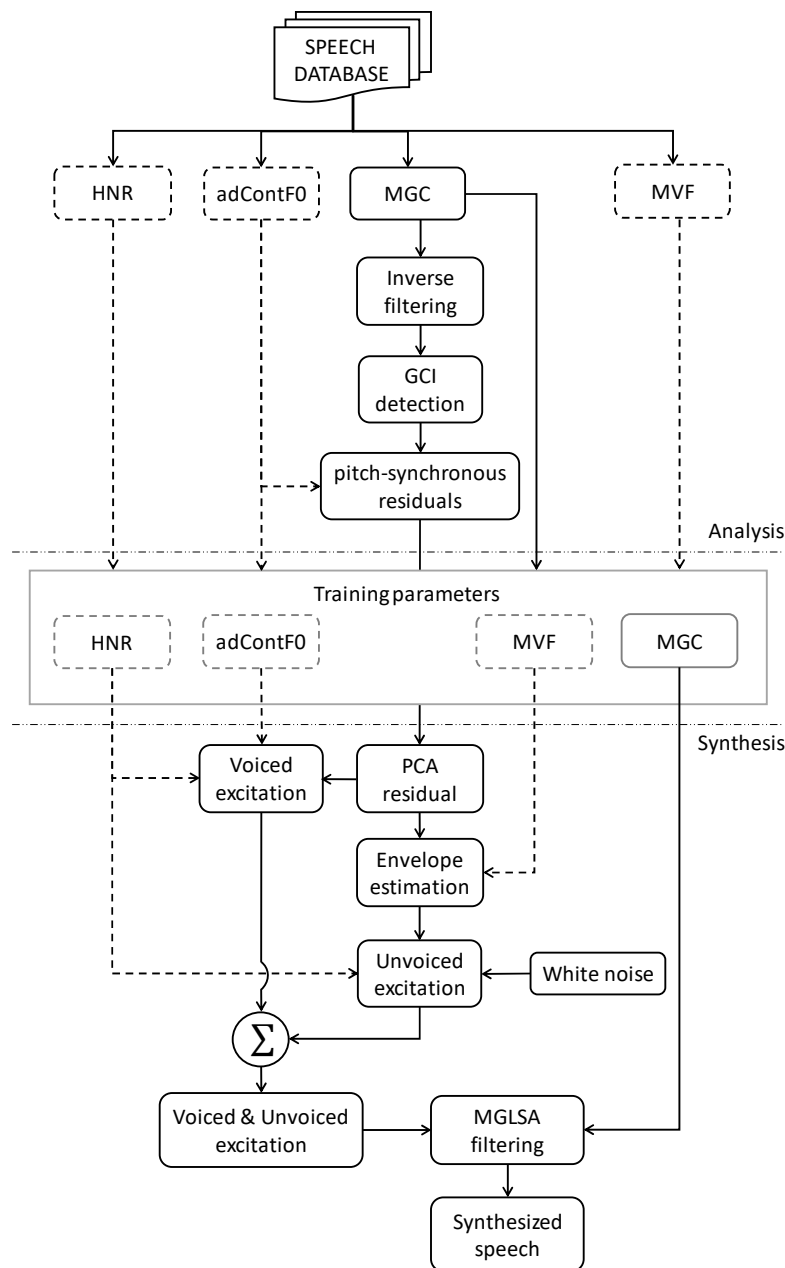 SPEECH
DATABASE
HNR
adContF0
MGC
MVF
Inverse
filtering
GCI
detection
pitch-synchronous
residuals
Analysis
Training parameters
HNR
adContF0
MVF
MGC
Synthesis
Voiced
excitation
PCA
residual
Envelope
estimation
Unvoiced
excitation
White noise
Σ
Voiced & Unvoiced
excitation
MGLSA
filtering
Synthesized
speech